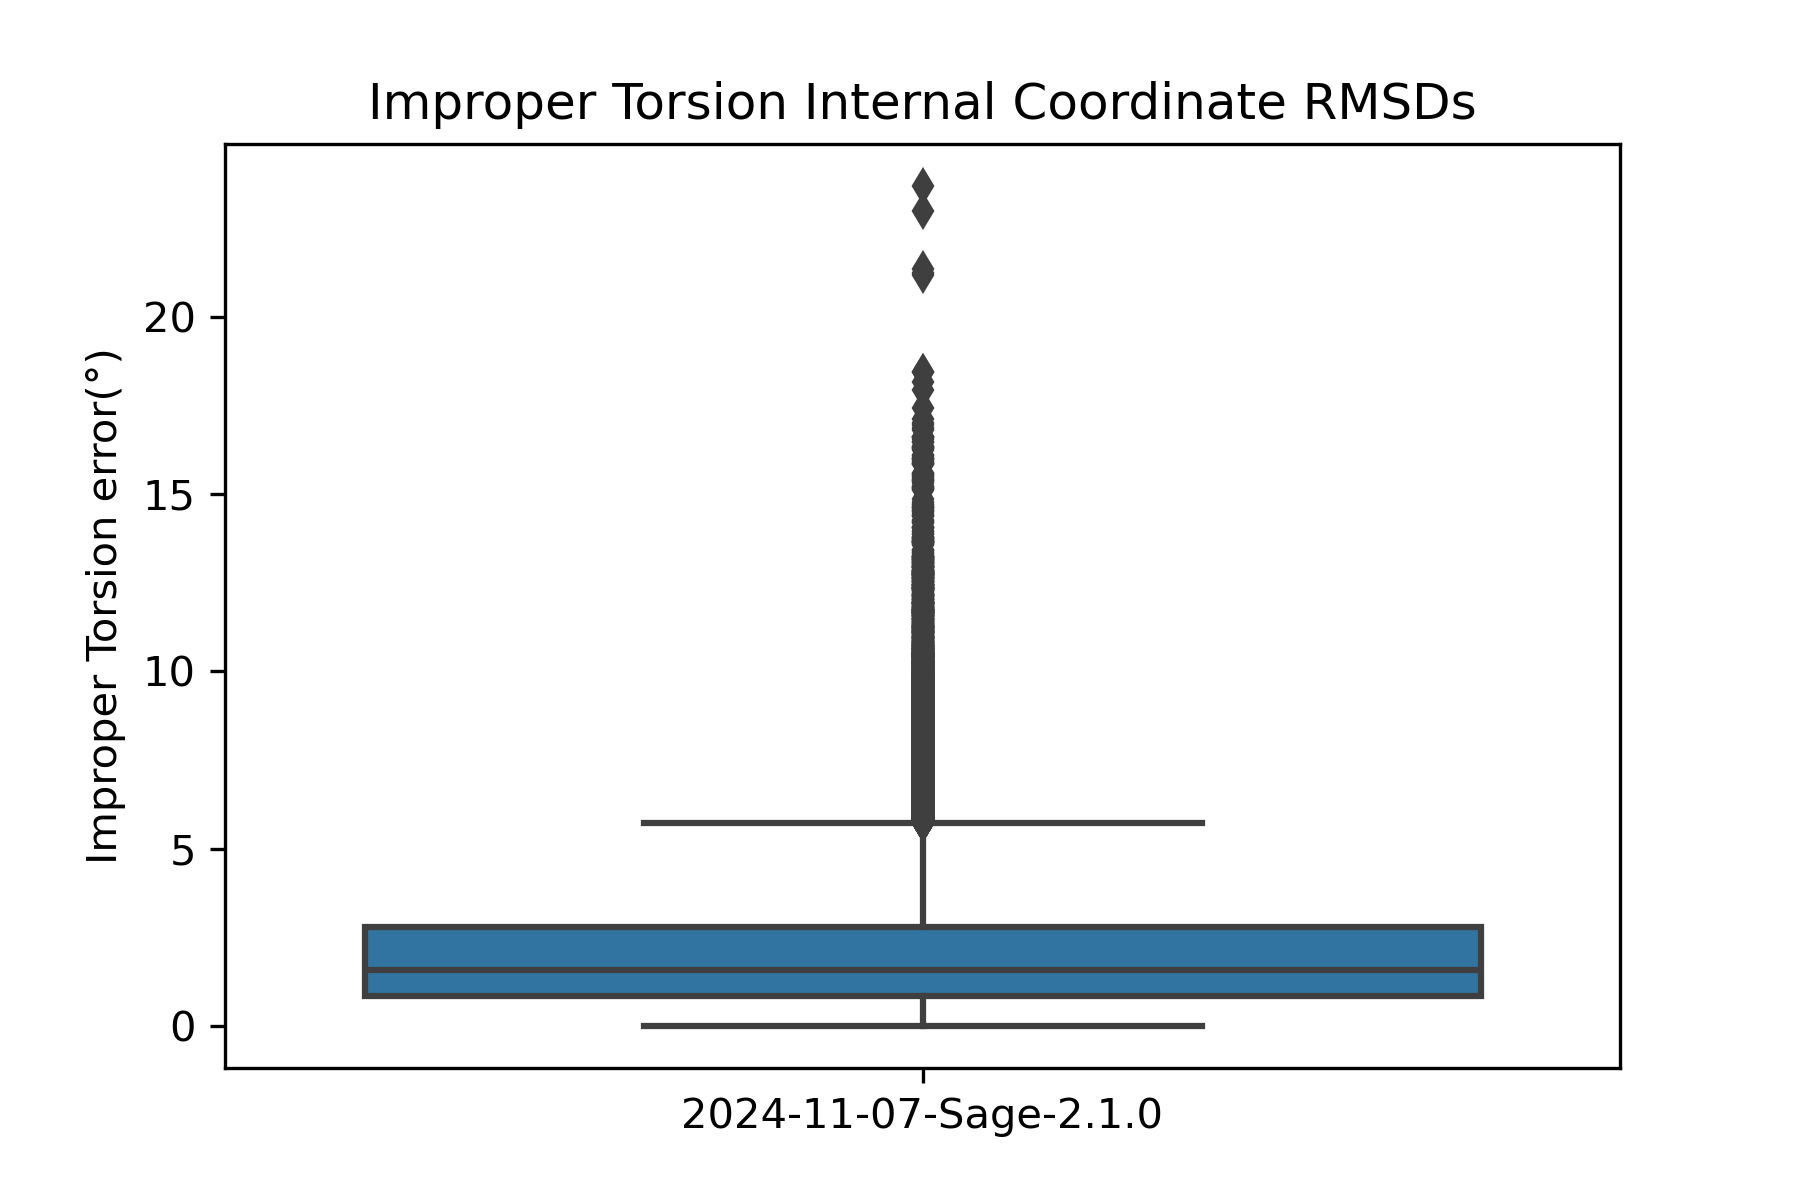 Improper Torsion Internal Coordinate RMSDs
Improper Torsion error(°)
20
15
10
5
0
2024-11-07-Sage-2.1.0